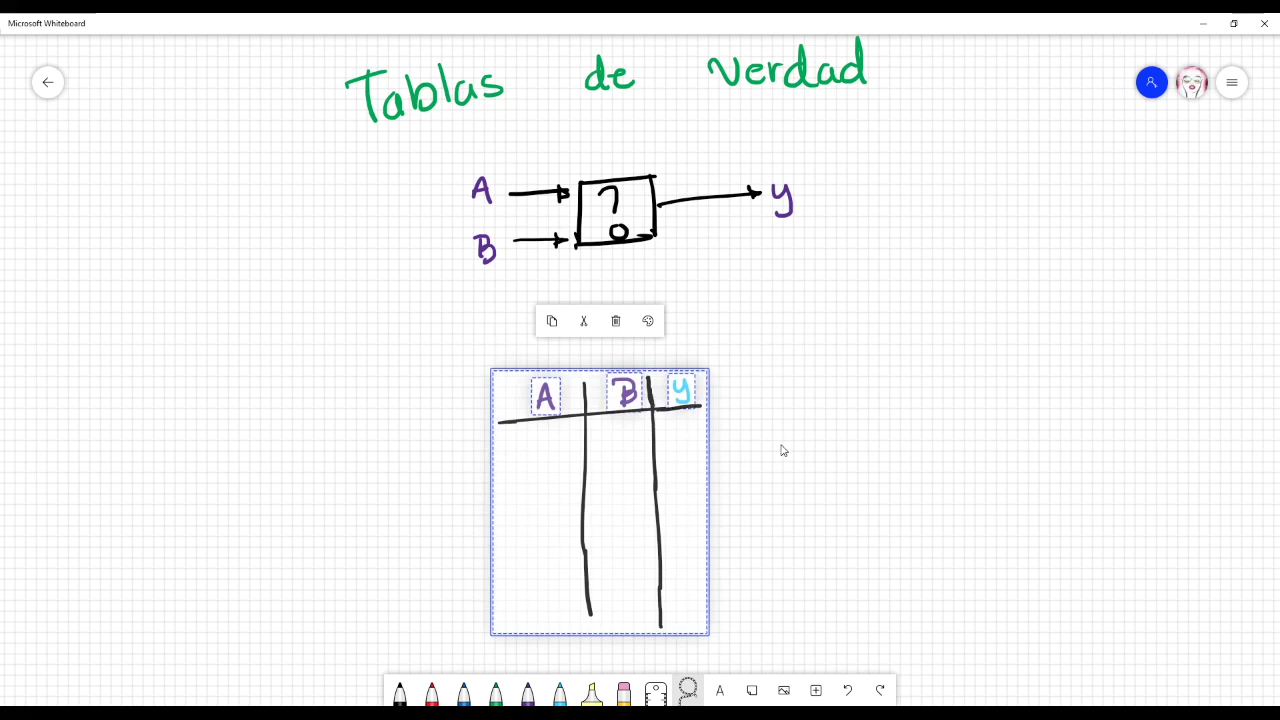 Microsoft Whiteboard
Tablas de verdad
A
? y
B
A B y
A